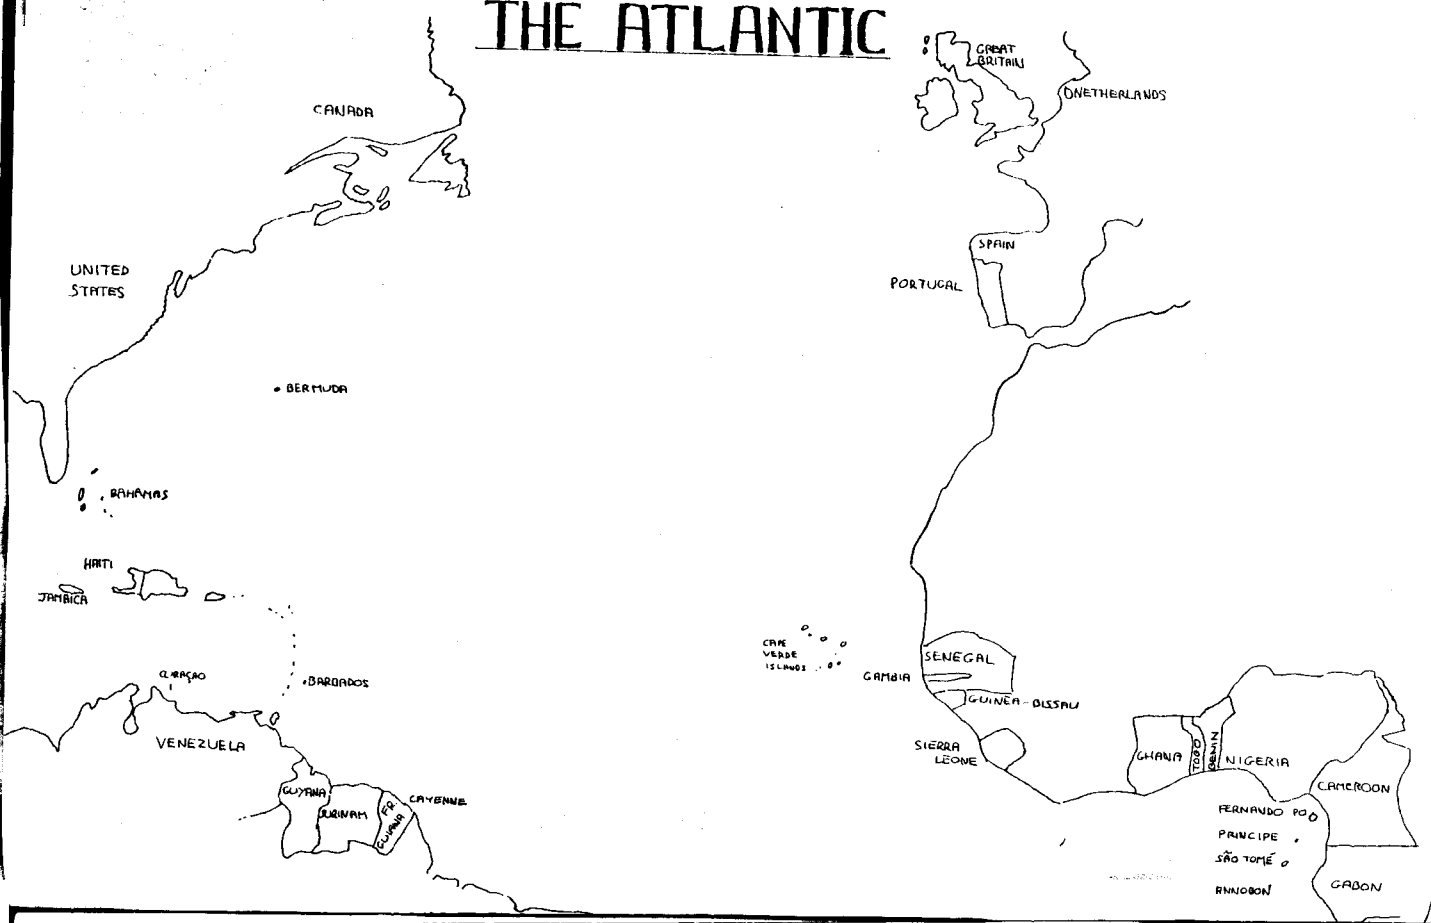 THE ATLANTIC
GREAT
BRITAIN
NETHERLANDS
CANADA
SPAIN
UNITED
STATES
PORTUGAL
BERMUDA
BAHAMAS
HAITI
JAMAICA
CAPE
VERDE
ISLANDS
SENEGAL
GAMBIA
CURAÇAO
BARBADOS
GUINEA-BISSAU
VENEZUELA
SIERRA
LEONE
GHANA
TOGO
BENIN
NIGERIA
GUYANA
SURINAM
FR.
GUIANA
CAYENNE
CAMEROON
FERNANDO PO
PRINCIPE
SÃO TOMÉ
ANNOBON
GABON